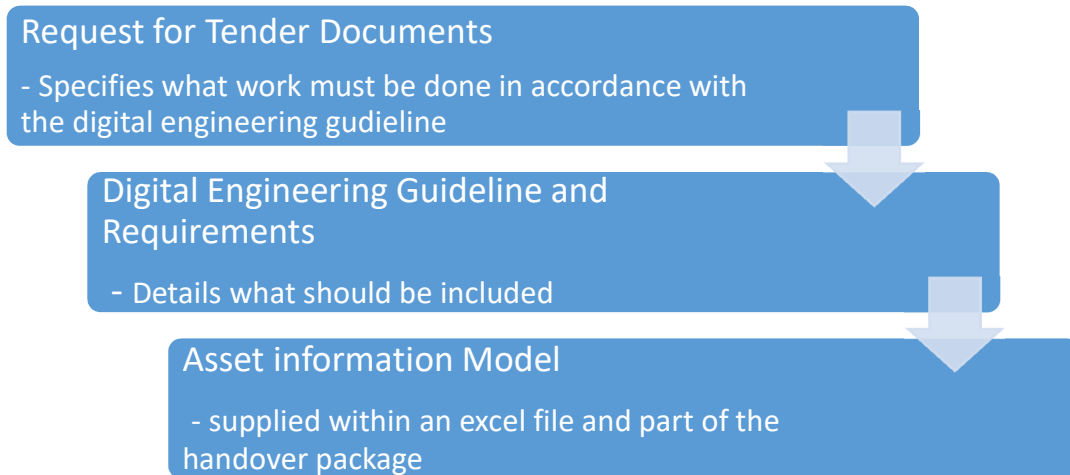 Request for Tender Documents
- Specifies what work must be done in accordance with
the digital engineering gudieline
Digital Engineering Guideline and
Requirements
- Details what should be included
Asset information Model
- supplied within an excel file and part of the
handover package